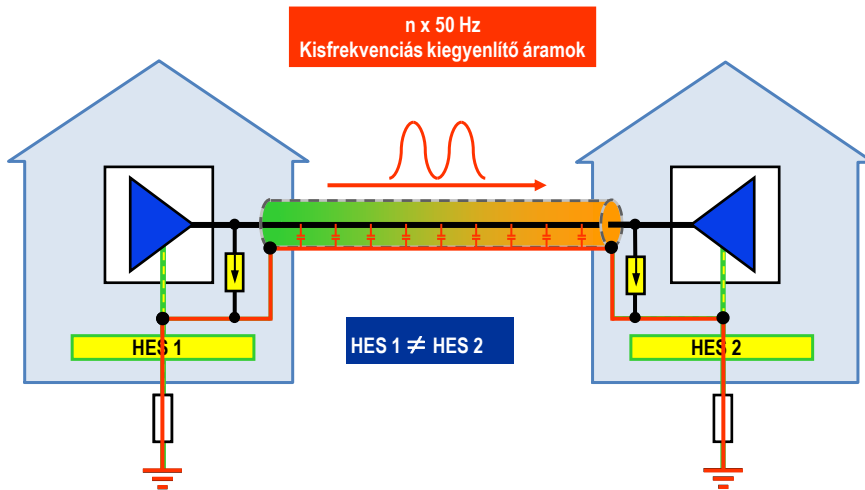 n x 50 Hz
Kisfrekvenciás kiegyenlítő áramok
HES 1
HES 1 ≠ HES 2
HES 2